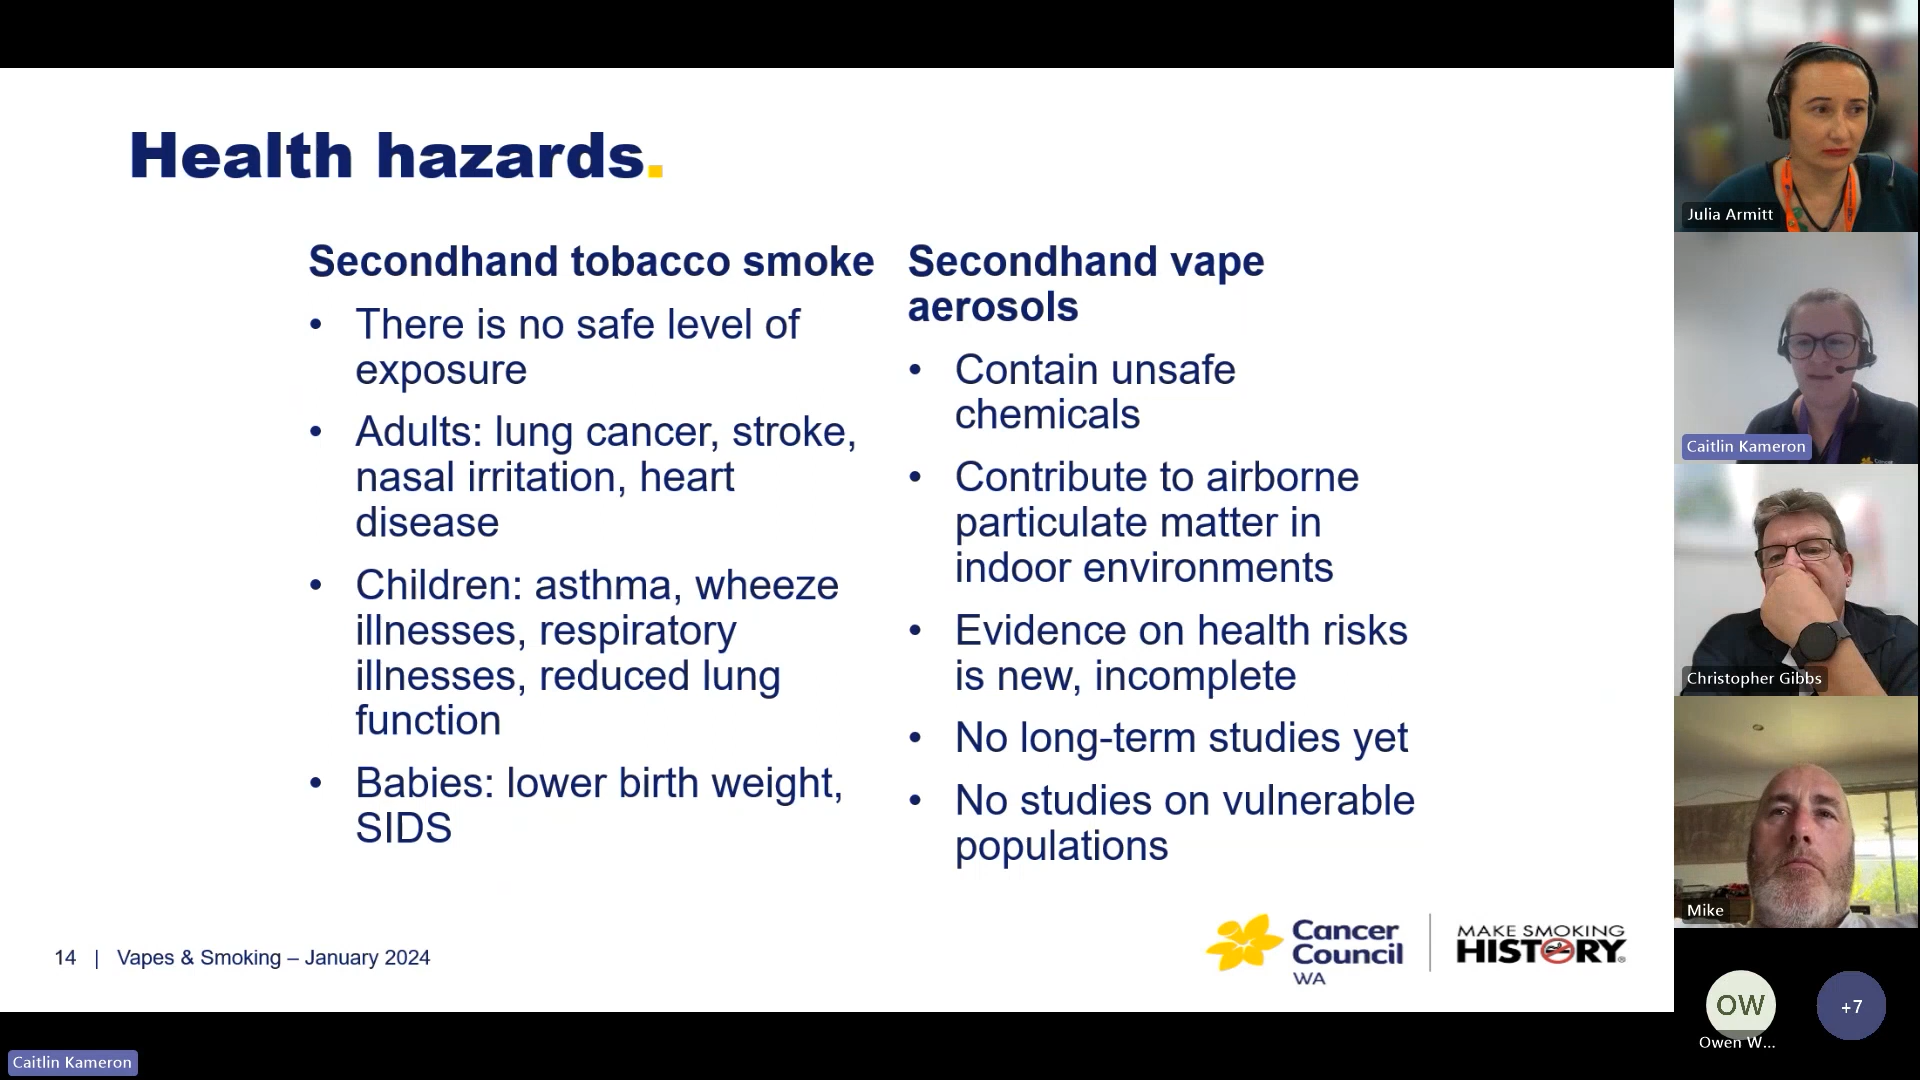 Health hazards.
Secondhand tobacco smoke
• There is no safe level of
exposure
• Adults: lung cancer, stroke,
nasal irritation, heart
disease
• Children: asthma, wheeze
illnesses, respiratory
illnesses, reduced lung
function
• Babies: lower birth weight,
SIDS
Secondhand vape
aerosols
• Contain unsafe
chemicals
• Contribute to airborne
particulate matter in
indoor environments
• Evidence on health risks
is new, incomplete
• No long-term studies yet
• No studies on vulnerable
populations
14 | Vapes & Smoking – January 2024
Cancer
Council
WA
MAKE SMOKING
HISTORY®
Julia Armitt
Caitlin Kameron
Cancer
Christopher Gibbs
Mike
OW
Owen W...
+7
Caitlin Kameron